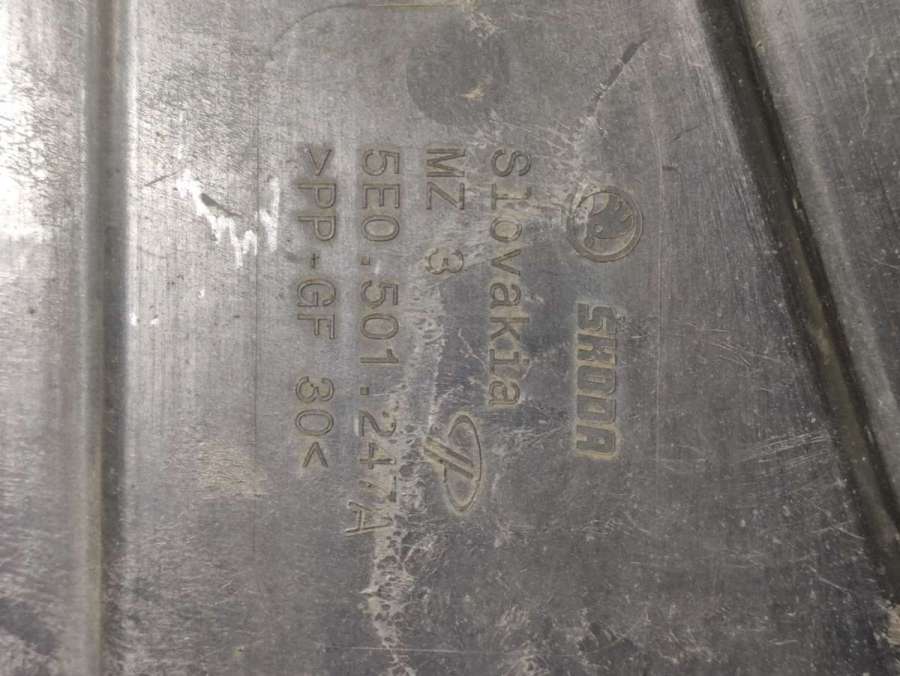 SKODA
Slovakia
MZ 3
5E0.501.247A
>PP-GF 30<